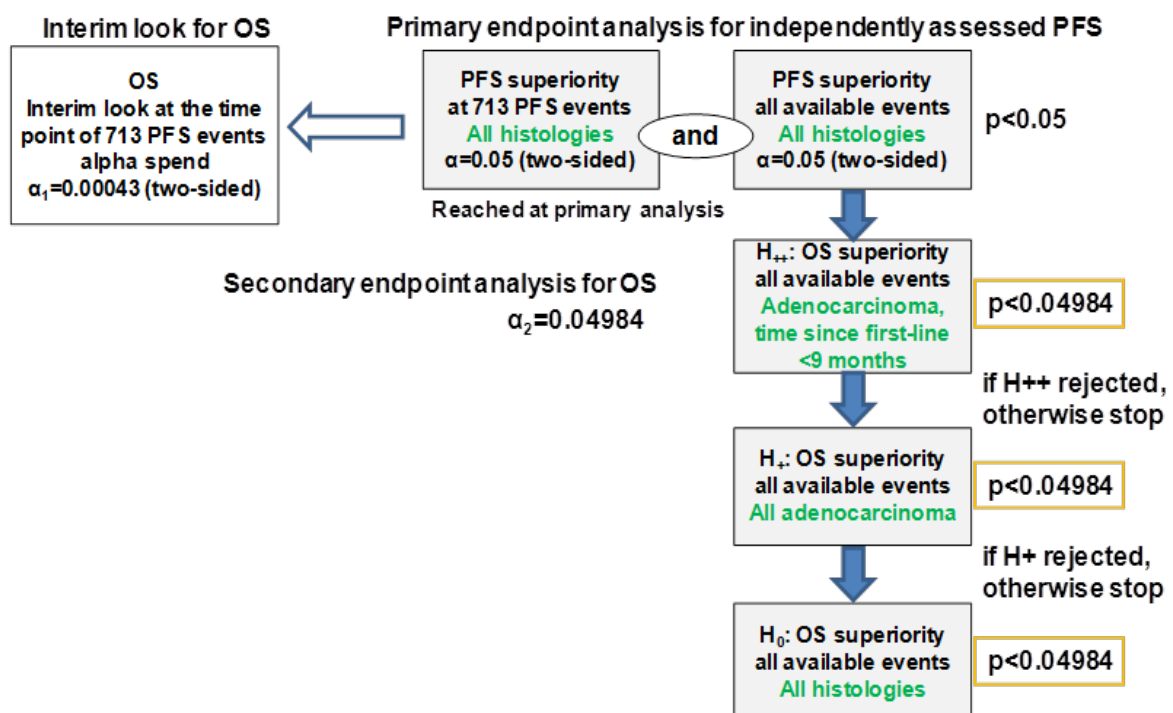 Interim look for OS
OS
Interim look at the time
point of 713 PFS events
alpha spend
α₁=0.00043 (two-sided)
Primary endpoint analysis for independently assessed PFS
PFS superiority
at 713 PFS events
All histologies
α=0.05 (two-sided)
and
PFS superiority
all available events
All histologies
α=0.05 (two-sided)
p<0.05
Reached at primary analysis
Secondary endpoint analysis for OS
α₂=0.04984
H₊₊: OS superiority
all available events
Adenocarcinoma,
time since first-line
<9 months
p<0.04984
if H++ rejected,
otherwise stop
H₊: OS superiority
all available events
All adenocarcinoma
p<0.04984
if H+ rejected,
otherwise stop
H₀: OS superiority
all available events
All histologies
p<0.04984